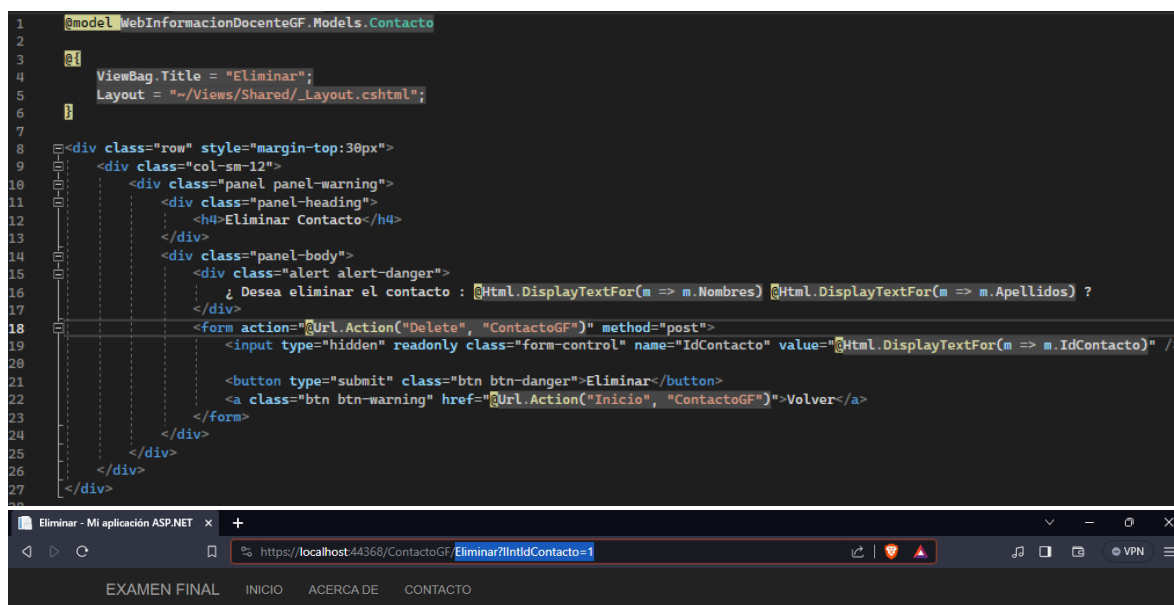 1 @model WebInformacionDocenteGF.Models.Contacto
2
3 @{
4 ViewBag.Title = "Eliminar";
5 Layout = "~/Views/Shared/_Layout.cshtml";
6 }
7
8 <div class="row" style="margin-top:30px">
9 <div class="col-sm-12">
10 <div class="panel panel-warning">
11 <div class="panel-heading">
12 <h4>Eliminar Contacto</h4>
13 </div>
14 <div class="panel-body">
15 <div class="alert alert-danger">
16 ¿ Desea eliminar el contacto : @Html.DisplayTextFor(m => m.Nombres) @Html.DisplayTextFor(m => m.Apellidos) ?
17 </div>
18 <form action="@Url.Action("Delete", "ContactoGF")" method="post">
19 <input type="hidden" readonly class="form-control" name="IdContacto" value="@Html.DisplayTextFor(m => m.IdContacto)" /
20
21 <button type="submit" class="btn btn-danger">Eliminar</button>
22 <a class="btn btn-warning" href="@Url.Action("Inicio", "ContactoGF")">Volver</a>
23 </form>
24 </div>
25 </div>
26 </div>
27 </div>
Eliminar - Mi aplicación ASP.NET
https://localhost:44368/ContactoGF/Eliminar?IIntIdContacto=1 VPN
EXAMEN FINAL INICIO ACERCA DE CONTACTO